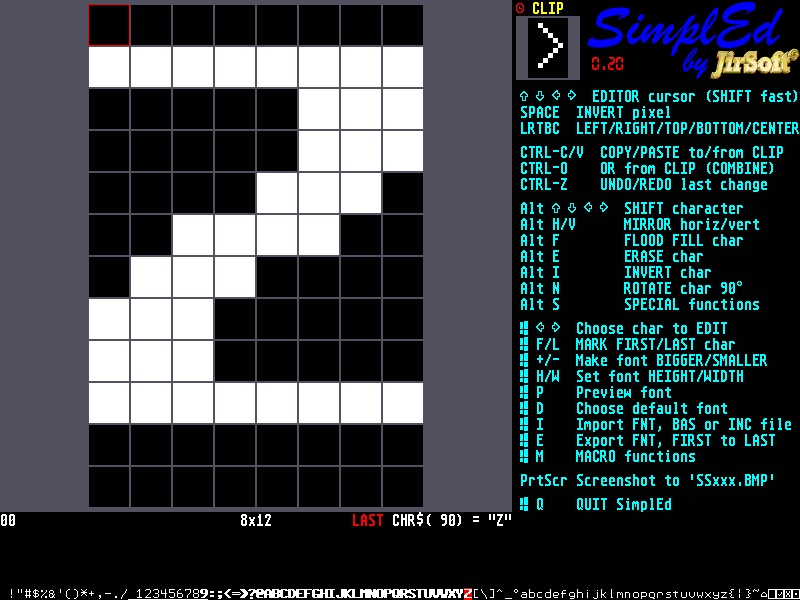 0 CLIP
SimplEd
by JirSoft
0.20
⇧ ⇩ ⇦ ⇨ EDITOR cursor (SHIFT fast)
SPACE INVERT pixel
LRTBC LEFT/RIGHT/TOP/BOTTOM/CENTER
CTRL-C/V COPY/PASTE to/from CLIP
CTRL-O OR from CLIP (COMBINE)
CTRL-Z UNDO/REDO last change
Alt ⇧ ⇩ ⇦ ⇨ SHIFT character
Alt H/V MIRROR horiz/vert
Alt F FLOOD FILL char
Alt E ERASE char
Alt I INVERT char
Alt N ROTATE char 90°
Alt S SPECIAL functions
⇦ ⇨ Choose char to EDIT
F/L MARK FIRST/LAST char
+/- Make font BIGGER/SMALLER
H/W Set font HEIGHT/WIDTH
P Preview font
D Choose default font
I Import FNT, BAS or INC file
E Export FNT, FIRST to LAST
M MACRO functions
PrtScr Screenshot to 'SSxxx.BMP'
Q QUIT SimplEd
00 8x12 LAST CHR$( 90) = "Z"
!"#$%&'()*+,-./_123456789:;<=>?@ABCDEFGHIJKLMNOPQRSTUVWXYZ[\]^_°abcdefghijklmnopqrstuvwxyz{|}~